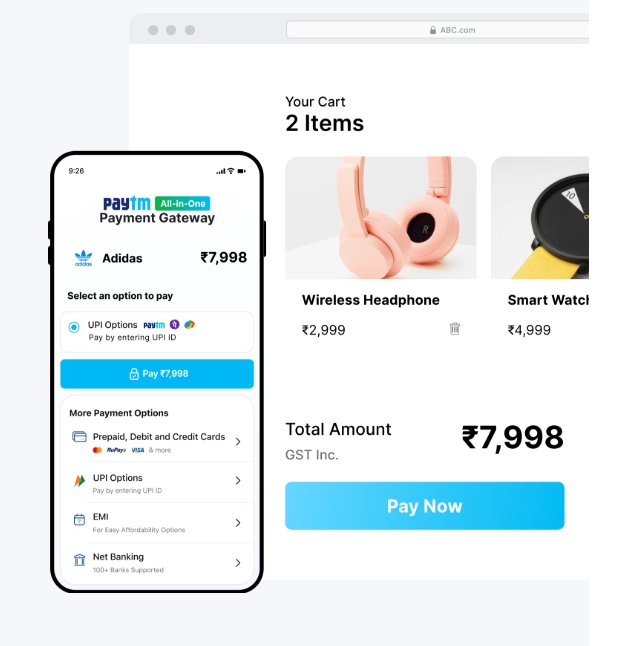 ABC.com
Your Cart
2 Items
Wireless Headphone
₹2,999
Smart Watch
₹4,999
Total Amount
GST Inc.
₹7,998
Pay Now
9:26
paytm All-in-One
Payment Gateway
adidas
Adidas
₹7,998
Select an option to pay
UPI Options paytm
Pay by entering UPI ID
Pay ₹7,998
More Payment Options
Prepaid, Debit and Credit Cards
RuPay VISA & more
UPI Options
Pay by entering UPI ID
EMI
For Easy Affordability Options
Net Banking
100+ Banks Supported
R
10